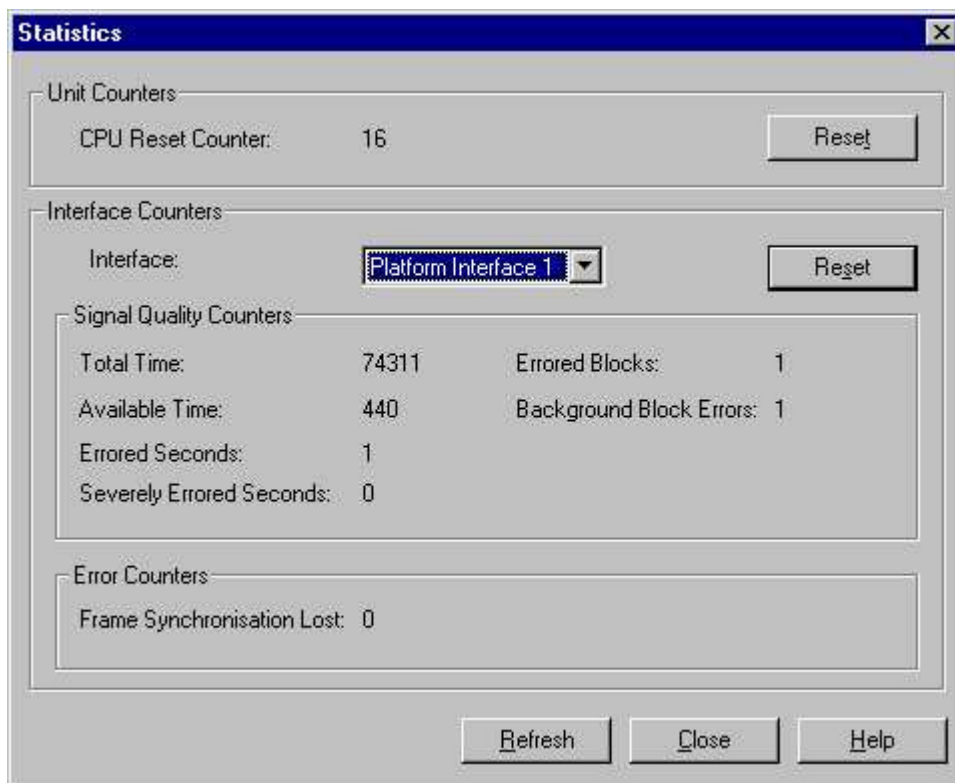 Statistics
Unit Counters
CPU Reset Counter: 16 Reset
Interface Counters
Interface: Platform Interface 1 Reset
Signal Quality Counters
Total Time: 74311 Errored Blocks: 1
Available Time: 440 Background Block Errors: 1
Errored Seconds: 1
Severely Errored Seconds: 0
Error Counters
Frame Synchronisation Lost: 0
Refresh Close Help